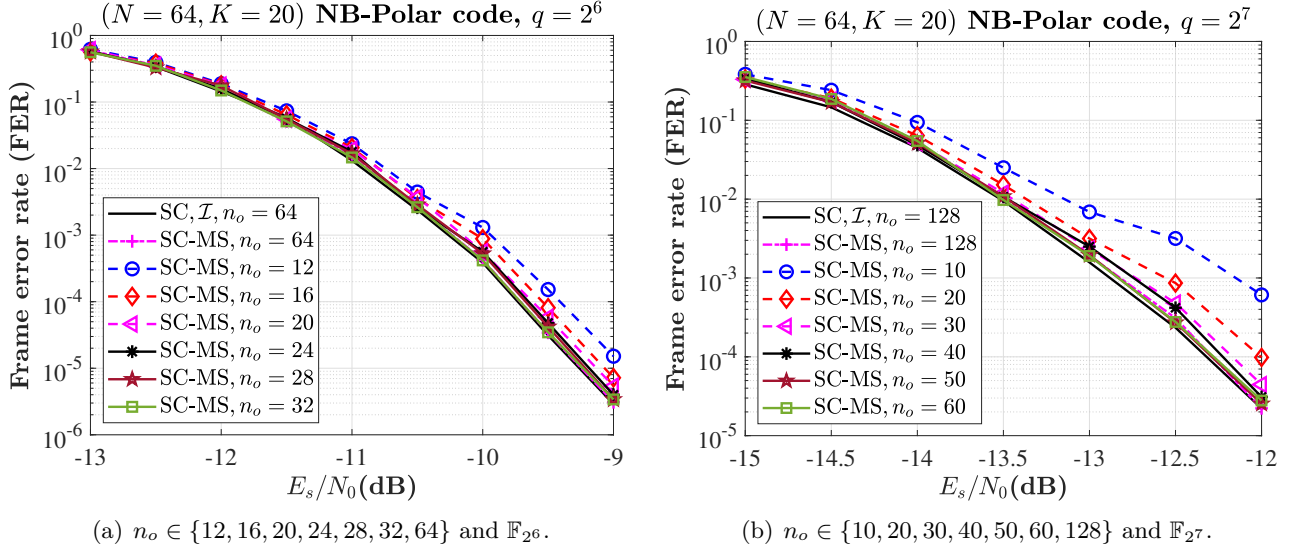 (N = 64, K = 20) NB-Polar code, q = 2^6
10^0
10^-1
10^-2
10^-3
10^-4
10^-5
10^-6
Frame error rate (FER)
SC, I, n_o = 64
SC-MS, n_o = 64
SC-MS, n_o = 12
SC-MS, n_o = 16
SC-MS, n_o = 20
SC-MS, n_o = 24
SC-MS, n_o = 28
SC-MS, n_o = 32
-13 -12 -11 -10 -9
E_s/N_0(dB)
(a) n_o ∈ {12, 16, 20, 24, 28, 32, 64} and 𝔽_{2^6}.
(N = 64, K = 20) NB-Polar code, q = 2^7
10^0
10^-1
10^-2
10^-3
10^-4
10^-5
Frame error rate (FER)
SC, I, n_o = 128
SC-MS, n_o = 128
SC-MS, n_o = 10
SC-MS, n_o = 20
SC-MS, n_o = 30
SC-MS, n_o = 40
SC-MS, n_o = 50
SC-MS, n_o = 60
-15 -14.5 -14 -13.5 -13 -12.5 -12
E_s/N_0(dB)
(b) n_o ∈ {10, 20, 30, 40, 50, 60, 128} and 𝔽_{2^7}.